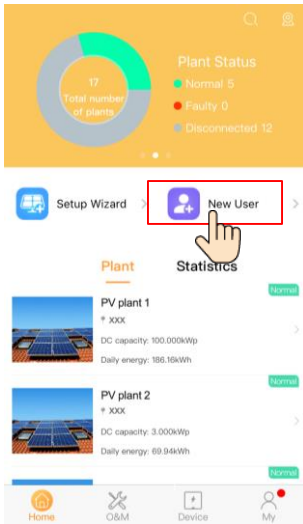 Plant Status
17
Total number
of plants
Normal 5
Faulty 0
Disconnected 12
Setup Wizard
New User
Plant
Statistics
Normal
PV plant 1
XXX
DC capacity: 100.000kWp
Daily energy: 186.16kWh
Normal
PV plant 2
XXX
DC capacity: 3.000kWp
Daily energy: 69.94kWh
Normal
Home
O&M
Device
My